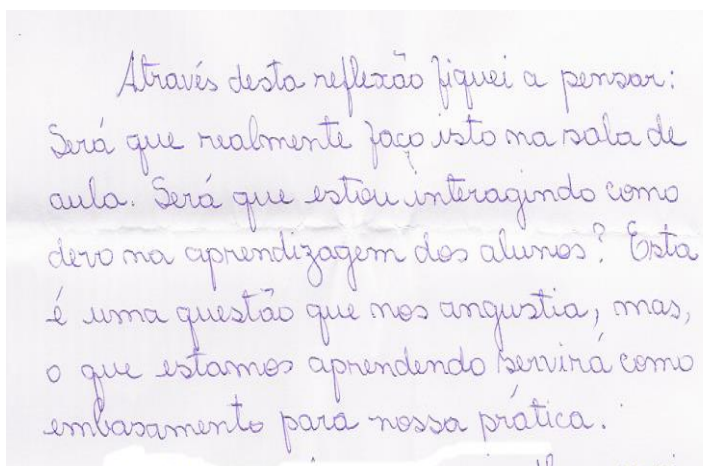 Através desta reflexão fiquei a pensar:
Será que realmente faço isto na sala de
aula. Será que estou interagindo como
devo na aprendizagem dos alunos? Esta
é uma questão que nos angustia, mas,
o que estamos aprendendo servirá como
embasamento para nossa prática.